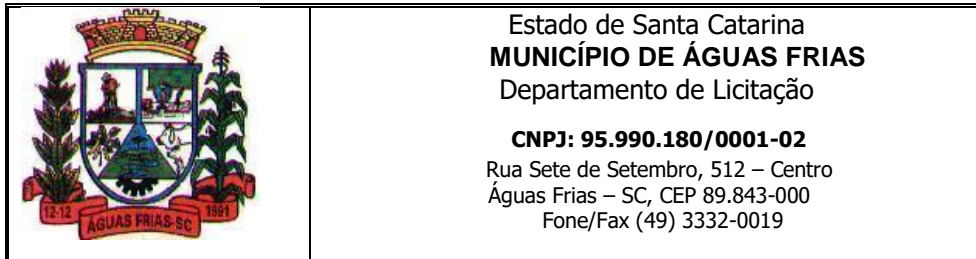 12-12
ÁGUAS FRIAS-SC
1991
Estado de Santa Catarina
MUNICÍPIO DE ÁGUAS FRIAS
Departamento de Licitação
CNPJ: 95.990.180/0001-02
Rua Sete de Setembro, 512 – Centro
Águas Frias – SC, CEP 89.843-000
Fone/Fax (49) 3332-0019